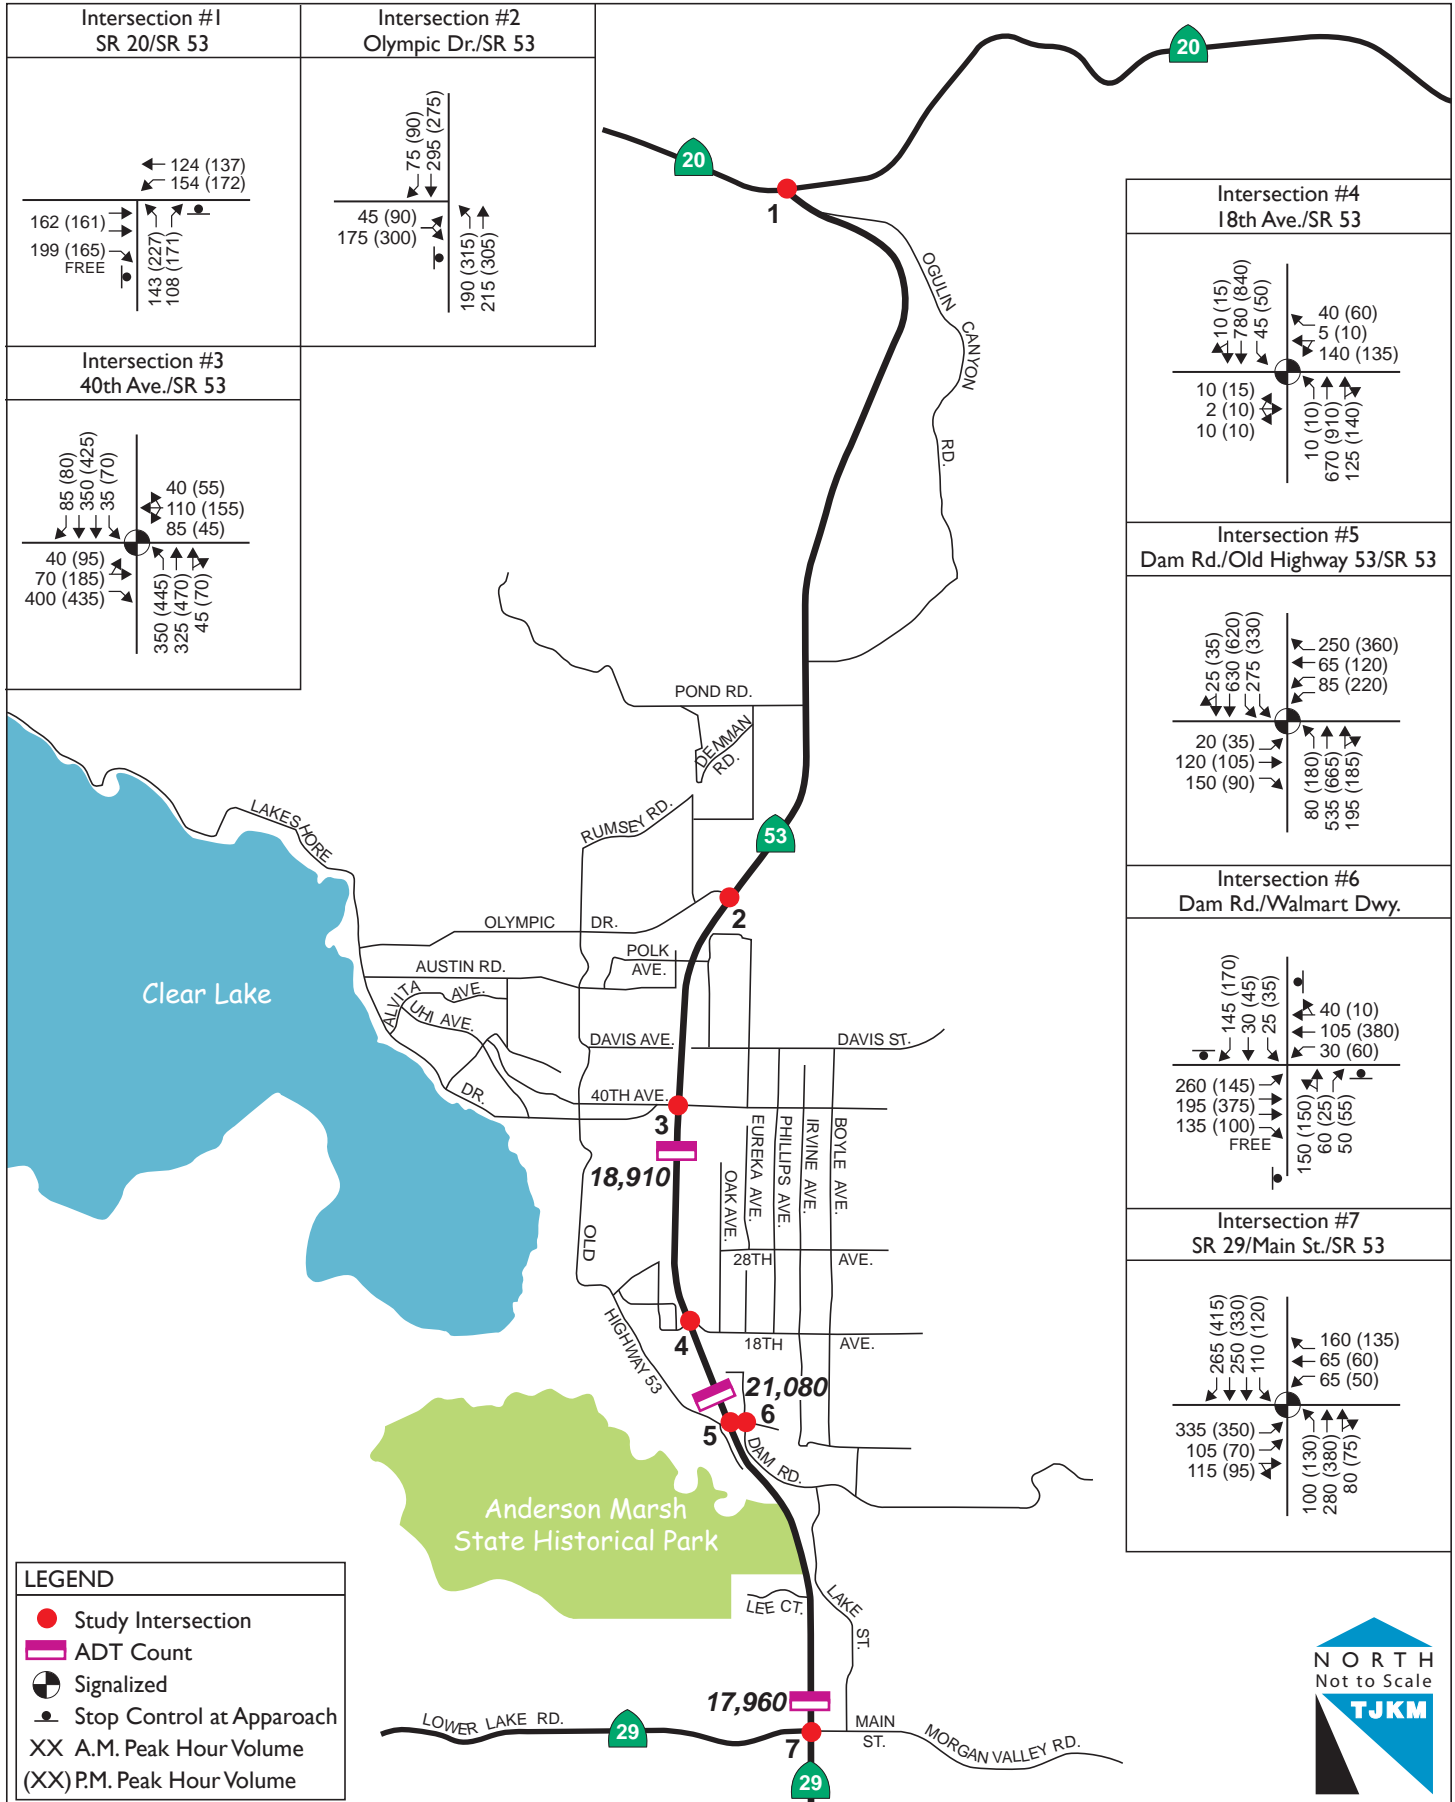 Intersection #1
SR 20/SR 53
124 (137)
154 (172)
162 (161)
199 (165)
FREE
143 (227)
108 (171)
Intersection #2
Olympic Dr./SR 53
75 (90)
295 (275)
45 (90)
175 (300)
190 (315)
215 (305)
Intersection #3
40th Ave./SR 53
85 (80)
350 (425)
35 (70)
40 (55)
110 (155)
85 (45)
40 (95)
70 (185)
400 (435)
350 (445)
325 (470)
45 (70)
Intersection #4
18th Ave./SR 53
10 (15)
780 (840)
45 (50)
40 (60)
5 (10)
140 (135)
10 (15)
2 (10)
10 (10)
10 (10)
670 (910)
125 (140)
Intersection #5
Dam Rd./Old Highway 53/SR 53
25 (35)
630 (620)
275 (330)
250 (360)
65 (120)
85 (220)
20 (35)
120 (105)
150 (90)
80 (180)
535 (665)
195 (185)
Intersection #6
Dam Rd./Walmart Dwy.
145 (170)
30 (45)
25 (35)
40 (10)
105 (380)
30 (60)
260 (145)
195 (375)
135 (100)
FREE
150 (150)
60 (25)
50 (55)
Intersection #7
SR 29/Main St./SR 53
265 (415)
250 (330)
110 (120)
160 (135)
65 (60)
65 (50)
335 (350)
105 (70)
115 (95)
100 (130)
280 (380)
80 (75)
20
20
1
OGULIN
CANYON
RD.
POND RD.
DENMAN
RD.
RUMSEY RD.
53
LAKESHORE
2
OLYMPIC
DR.
POLK
AVE.
AUSTIN RD.
Clear Lake
ALVITA
AVE.
UHI AVE.
DAVIS AVE.
DAVIS ST.
DR.
40TH AVE.
3
18,910
OAK AVE.
EUREKA AVE.
PHILLIPS AVE.
IRVINE AVE.
BOYLE AVE.
OLD
28TH
AVE.
HIGHWAY 53
4
18TH
AVE.
21,080
5
6
DAM RD.
Anderson Marsh
State Historical Park
LEE CT.
LAKE
ST.
17,960
LOWER LAKE RD.
29
7
MAIN
ST.
MORGAN VALLEY RD.
29
LEGEND
Study Intersection
ADT Count
Signalized
Stop Control at Apparoach
XX A.M. Peak Hour Volume
(XX) P.M. Peak Hour Volume
NORTH
Not to Scale
TJKM